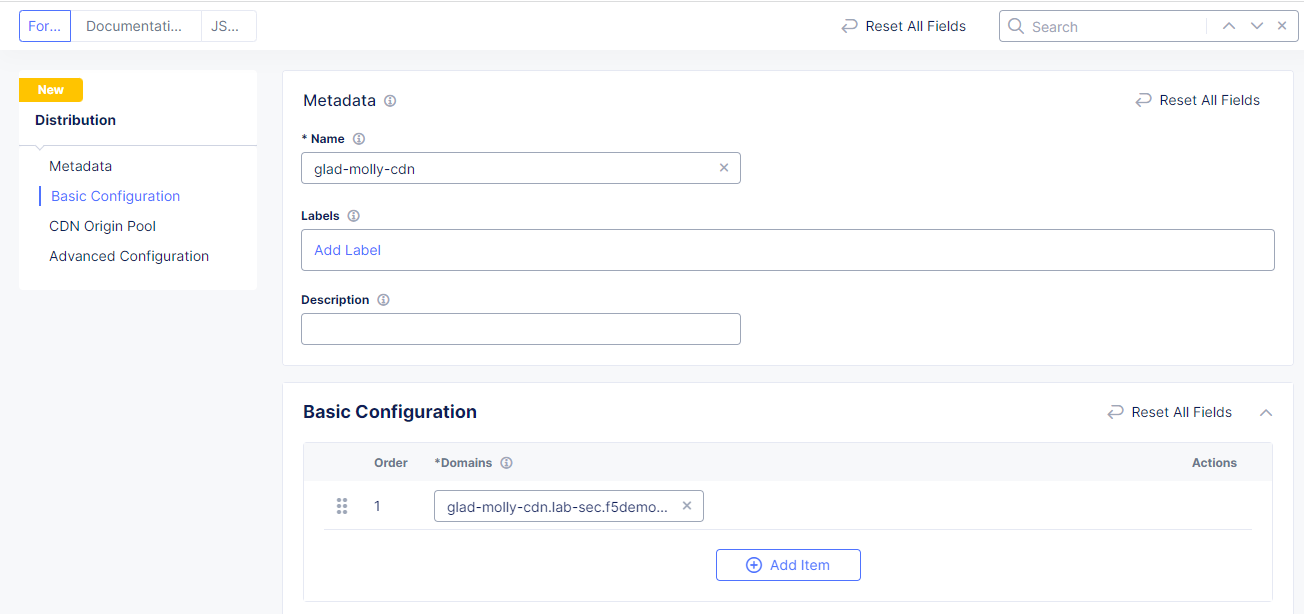 For...
Documentati...
JS...
Reset All Fields
Search
New
Distribution
Metadata
Basic Configuration
CDN Origin Pool
Advanced Configuration
Metadata
Reset All Fields
* Name
glad-molly-cdn
Labels
Add Label
Description
Basic Configuration
Reset All Fields
Order *Domains Actions
1 glad-molly-cdn.lab-sec.f5demo...
Add Item